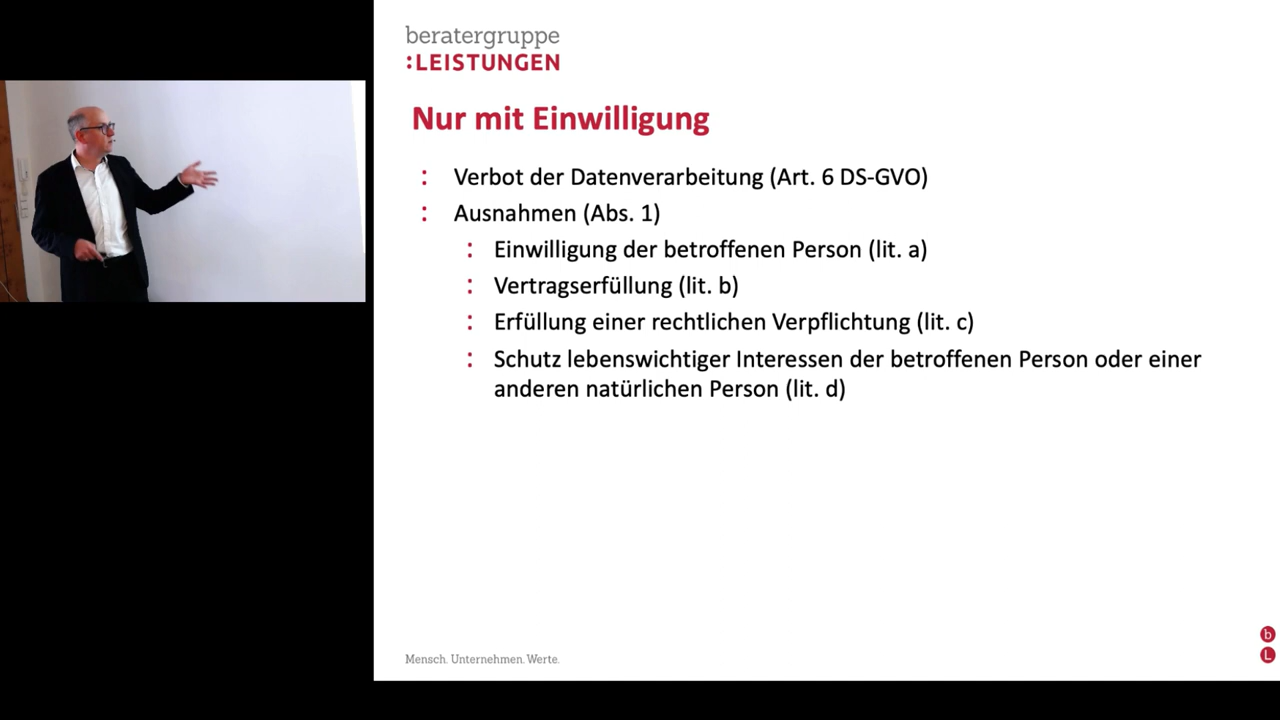 beratergruppe
:LEISTUNGEN
Nur mit Einwilligung
: Verbot der Datenverarbeitung (Art. 6 DS-GVO)
: Ausnahmen (Abs. 1)
: Einwilligung der betroffenen Person (lit. a)
: Vertragserfüllung (lit. b)
: Erfüllung einer rechtlichen Verpflichtung (lit. c)
: Schutz lebenswichtiger Interessen der betroffenen Person oder einer
anderen natürlichen Person (lit. d)
Mensch. Unternehmen. Werte.
b
L